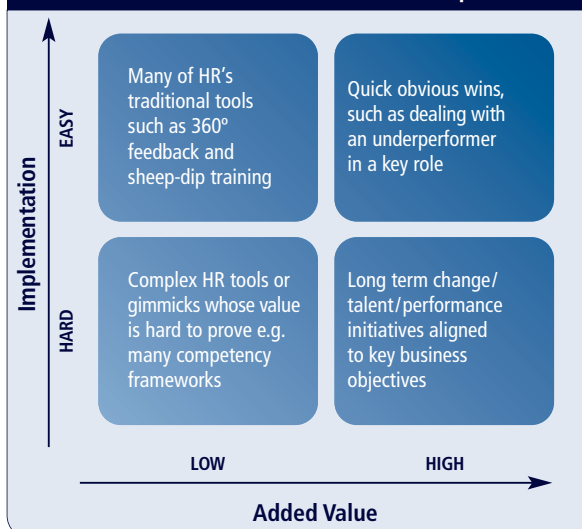 Many of HR's
traditional tools
such as 360º
feedback and
sheep-dip training
Quick obvious wins,
such as dealing with
an underperformer
in a key role
Complex HR tools or
gimmicks whose value
is hard to prove e.g.
many competency
frameworks
Long term change/
talent/performance
initiatives aligned
to key business
objectives
Implementation
EASY
HARD
LOW
HIGH
Added Value